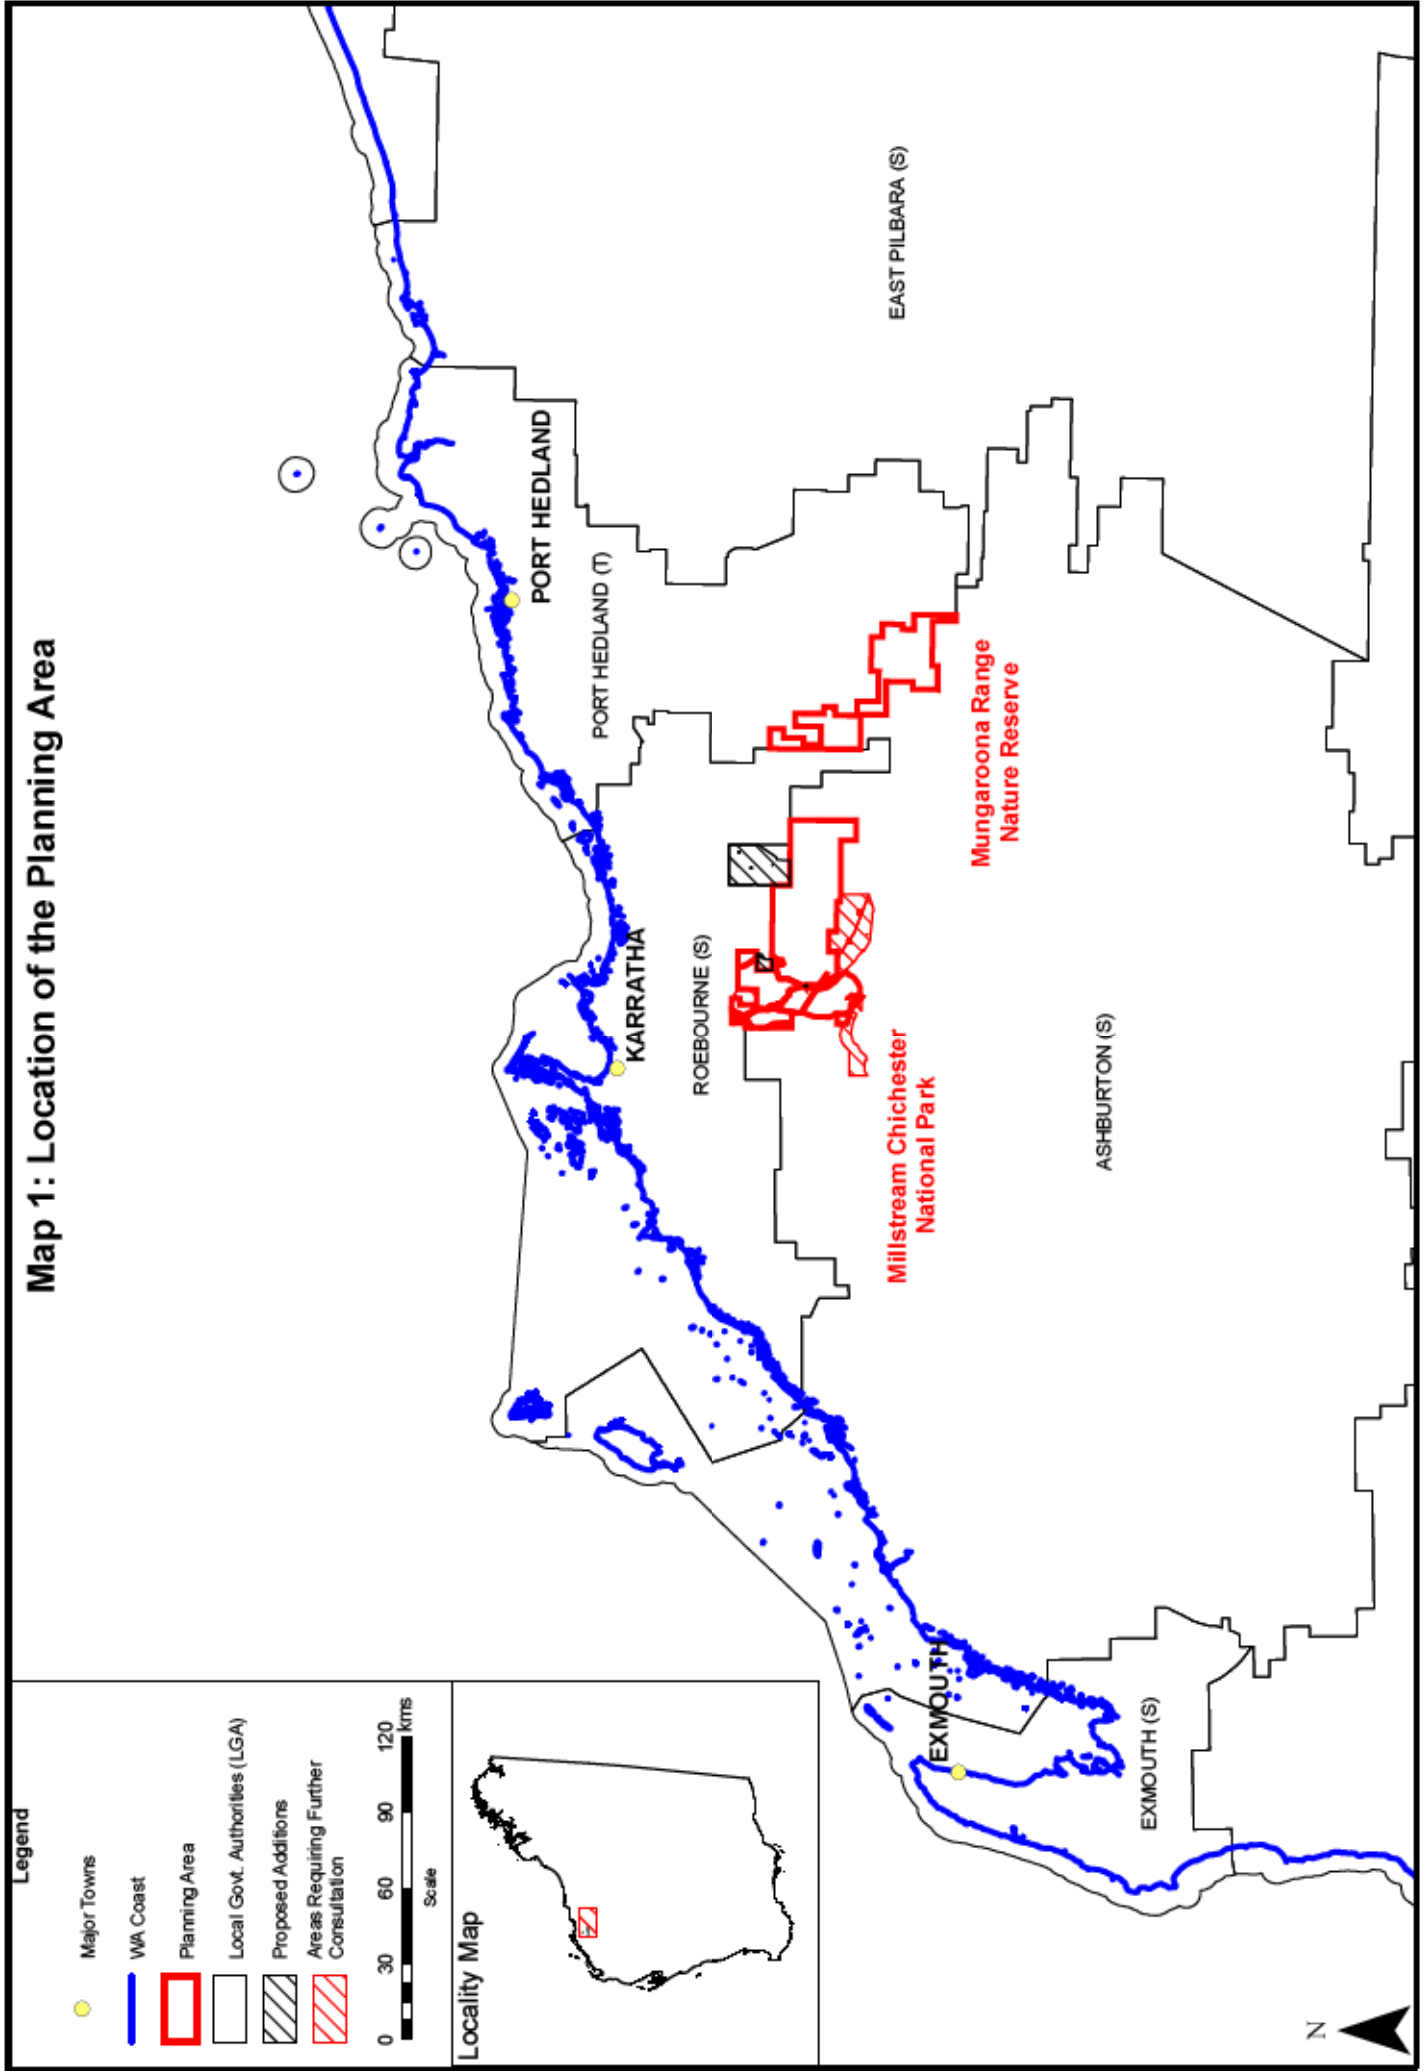 Map 1: Location of the Planning Area
PORT HEDLAND
PORT HEDLAND (T)
EAST PILBARA (S)
KARRATHA
ROEBOURNE (S)
Mungaroona Range
Nature Reserve
Millstream Chichester
National Park
ASHBURTON (S)
EXMOUTH
EXMOUTH (S)
Legend
Major Towns
WA Coast
Planning Area
Local Govt. Authorities (LGA)
Proposed Additions
Areas Requiring Further
Consultation
0 30 60 90 120
kms
Scale
Locality Map
N